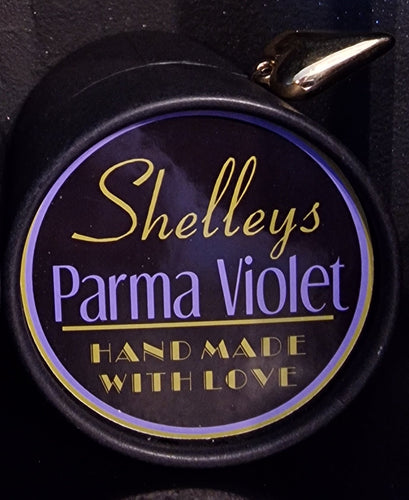 Shelleys
Parma Violet
HAND MADE
WITH LOVE